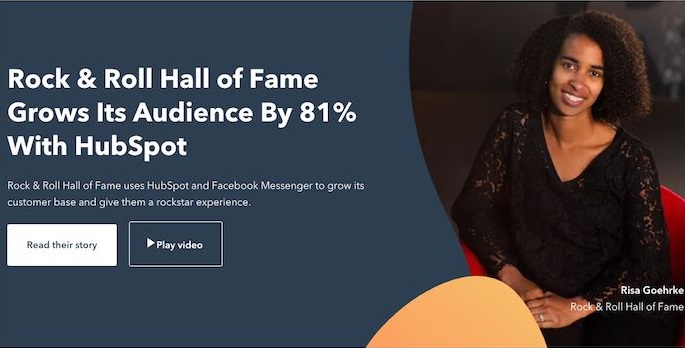 Rock & Roll Hall of Fame
Grows Its Audience By 81%
With HubSpot
Rock & Roll Hall of Fame uses HubSpot and Facebook Messenger to grow its
customer base and give them a rockstar experience.
Read their story
Play video
Risa Goehrke
Rock & Roll Hall of Fame